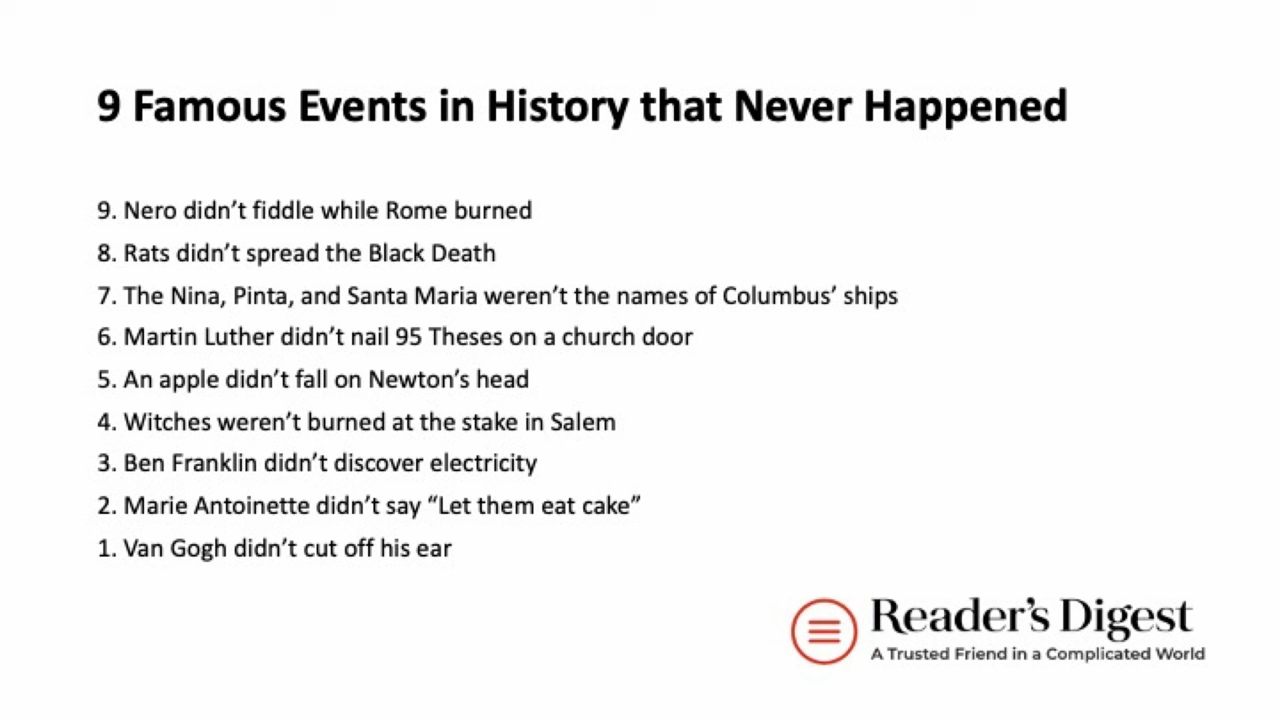 9 Famous Events in History that Never Happened
9. Nero didn’t fiddle while Rome burned
8. Rats didn’t spread the Black Death
7. The Nina, Pinta, and Santa Maria weren’t the names of Columbus’ ships
6. Martin Luther didn’t nail 95 Theses on a church door
5. An apple didn’t fall on Newton’s head
4. Witches weren’t burned at the stake in Salem
3. Ben Franklin didn’t discover electricity
2. Marie Antoinette didn’t say “Let them eat cake”
1. Van Gogh didn’t cut off his ear
Reader’s Digest
A Trusted Friend in a Complicated World